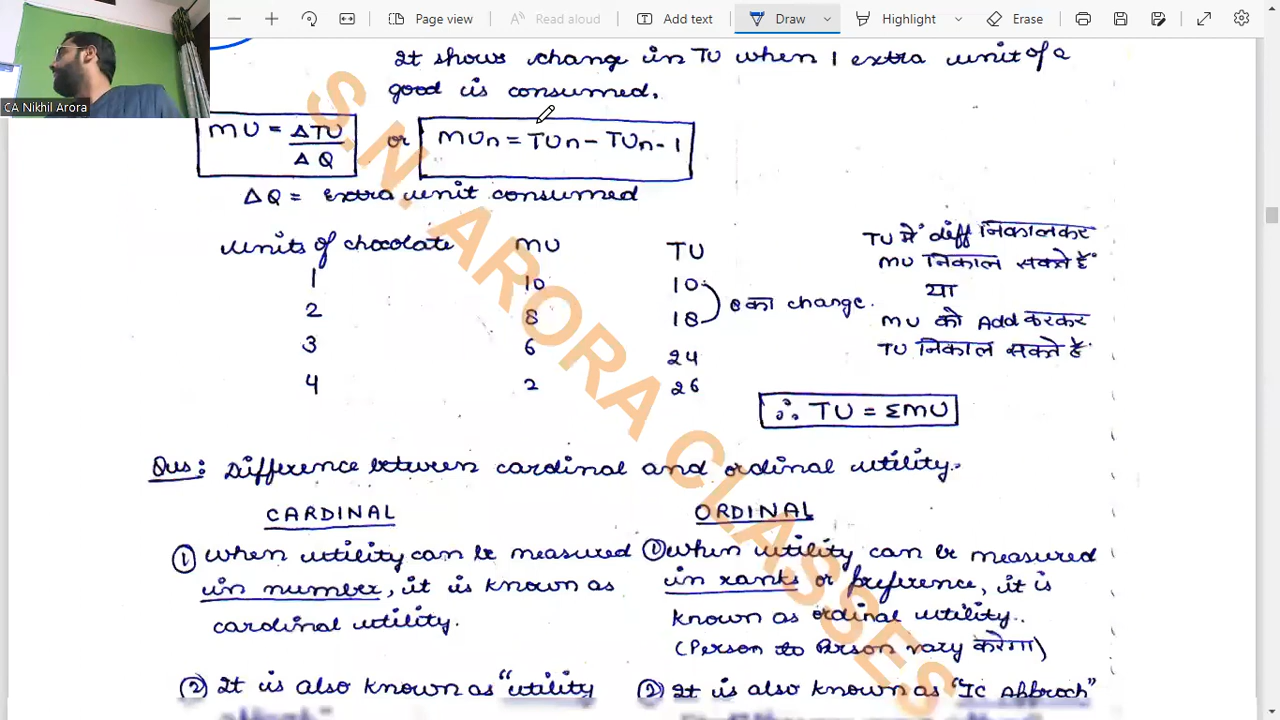 Page view
Read aloud
Add text
Draw
Highlight
Erase
CA Nikhil Arora
It shows change in TU when 1 extra unit of a
good is consumed.
MU = ΔTU / ΔQ or MUn = TUn - TUn-1
ΔQ = Extra unit consumed
units of chocolate MU TU
1 10 10
2 8 18
3 6 24
4 2 26
8 का change.
TU में diff निकालकर
MU निकाल सकते हैं
या
MU को Add करकर
TU निकाल सकते हैं
∴ TU = ΣMU
S.N. ARORA CLASSES
Ques: Difference between cardinal and ordinal utility.
CARDINAL
① When utility can be measured
in number, it is known as
cardinal utility.
② It is also known as "utility
ORDINAL
① When utility can be measured
in ranks or preference, it is
known as ordinal utility.
(Person to Person vary करेगा)
② It is also known as "IC Approch"